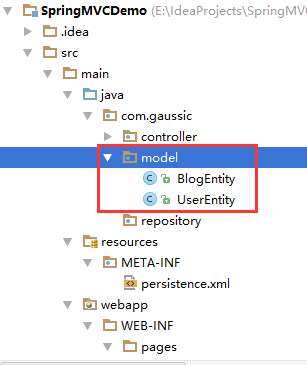 SpringMVCDemo (E:\IdeaProjects\SpringMV
.idea
src
main
java
com.gaussic
controller
model
C BlogEntity
C UserEntity
repository
resources
META-INF
persistence.xml
webapp
WEB-INF
pages